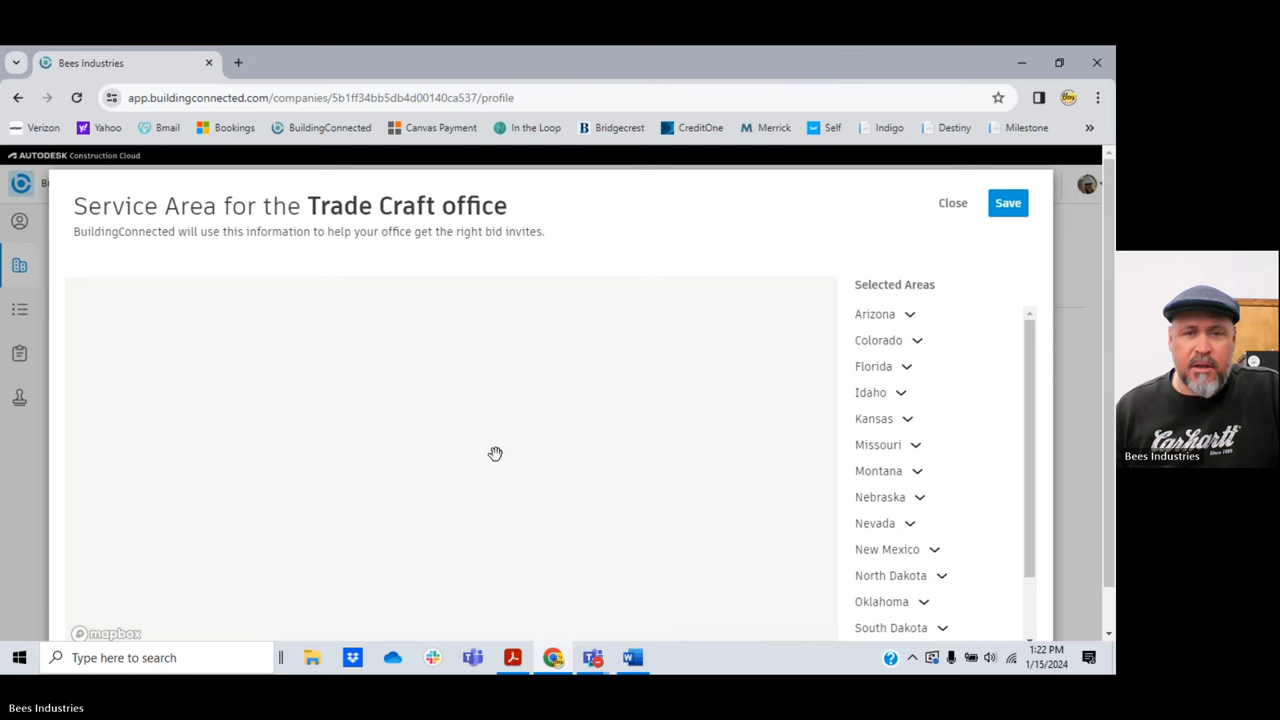 Bees Industries
app.buildingconnected.com/companies/5b1ff34bb5db4d00140ca537/profile
Verizon Yahoo Bmail Bookings BuildingConnected Canvas Payment In the Loop Bridgecrest CreditOne Merrick Self Indigo Destiny Milestone
AUTODESK Construction Cloud
Service Area for the Trade Craft office
Close
Save
BuildingConnected will use this information to help your office get the right bid invites.
Selected Areas
Arizona
Colorado
Florida
Idaho
Kansas
Missouri
Montana
Nebraska
Nevada
New Mexico
North Dakota
Oklahoma
South Dakota
mapbox
Carhartt
Bees Industries
Type here to search
1:22 PM
1/15/2024
Bees Industries